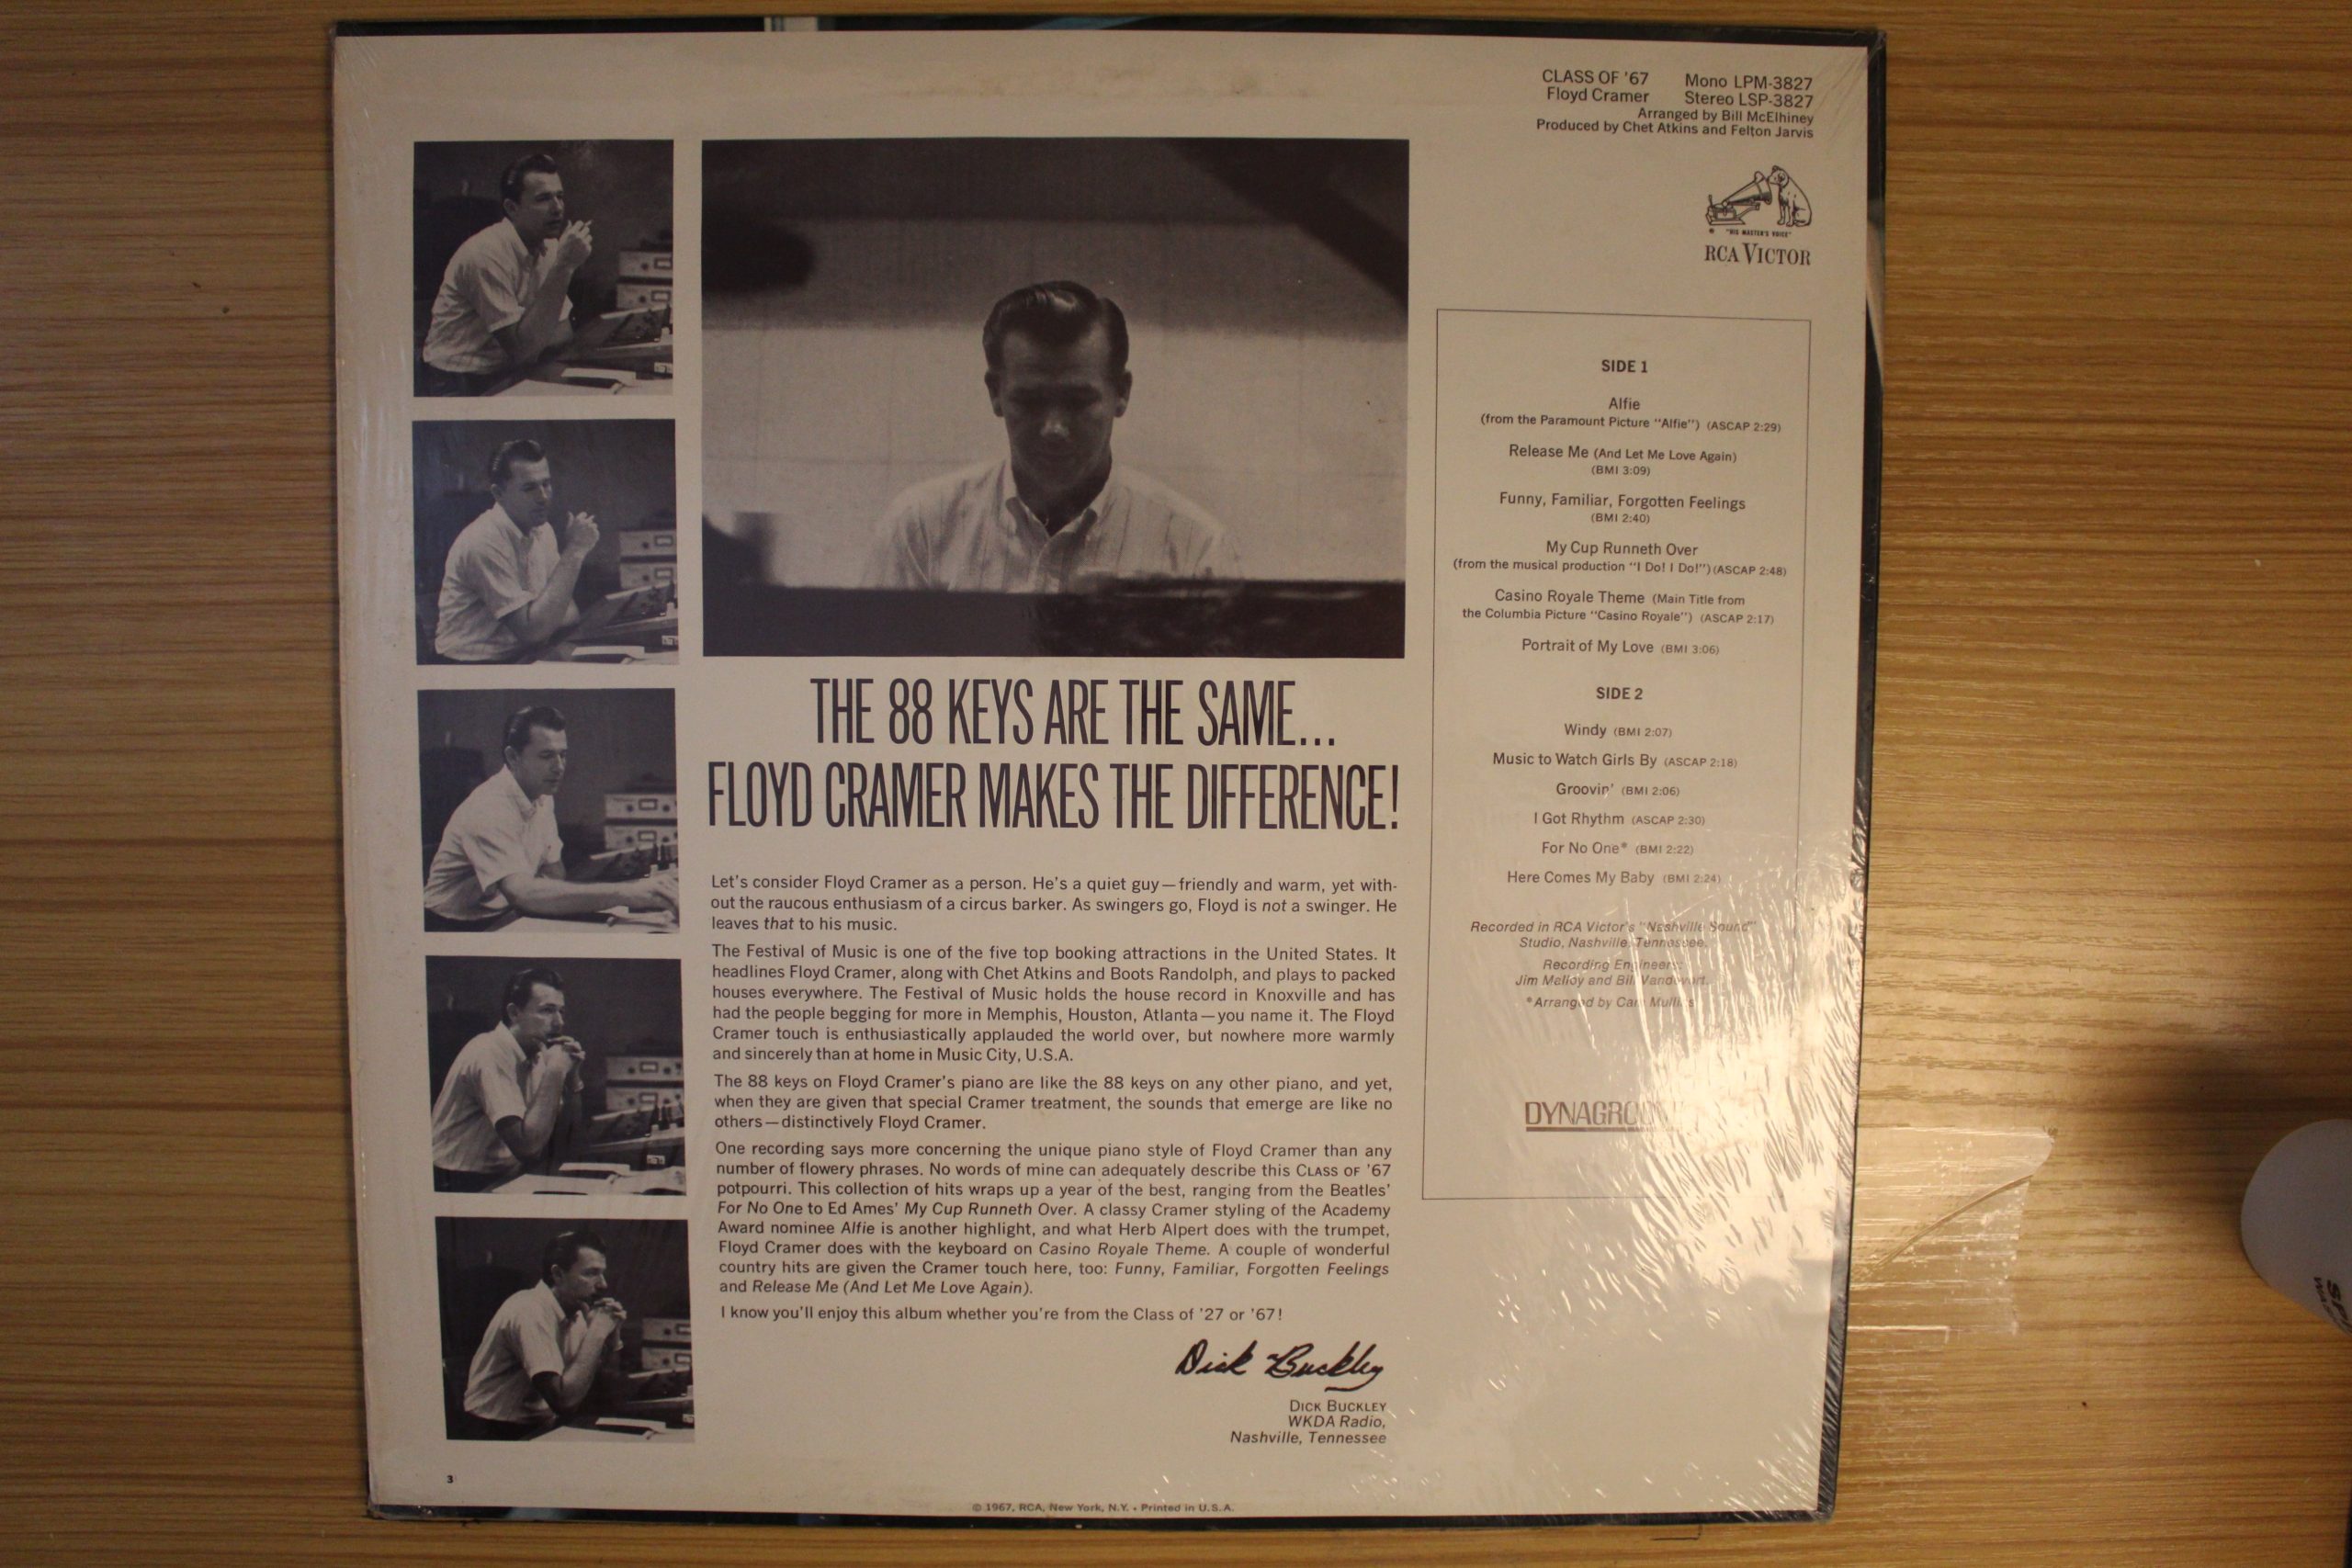 CLASS OF '67 Mono LPM-3827
Floyd Cramer Stereo LSP-3827
Arranged by Bill McElhiney
Produced by Chet Atkins and Felton Jarvis
"HIS MASTER'S VOICE"
RCA VICTOR
THE 88 KEYS ARE THE SAME...
FLOYD CRAMER MAKES THE DIFFERENCE!
Let's consider Floyd Cramer as a person. He's a quiet guy—friendly and warm, yet with-
out the raucous enthusiasm of a circus barker. As swingers go, Floyd is not a swinger. He
leaves that to his music.
The Festival of Music is one of the five top booking attractions in the United States. It
headlines Floyd Cramer, along with Chet Atkins and Boots Randolph, and plays to packed
houses everywhere. The Festival of Music holds the house record in Knoxville and has
had the people begging for more in Memphis, Houston, Atlanta—you name it. The Floyd
Cramer touch is enthusiastically applauded the world over, but nowhere more warmly
and sincerely than at home in Music City, U.S.A.
The 88 keys on Floyd Cramer's piano are like the 88 keys on any other piano, and yet,
when they are given that special Cramer treatment, the sounds that emerge are like no
others—distinctively Floyd Cramer.
One recording says more concerning the unique piano style of Floyd Cramer than any
number of flowery phrases. No words of mine can adequately describe this CLASS OF '67
potpourri. This collection of hits wraps up a year of the best, ranging from the Beatles'
For No One to Ed Ames' My Cup Runneth Over. A classy Cramer styling of the Academy
Award nominee Alfie is another highlight, and what Herb Alpert does with the trumpet,
Floyd Cramer does with the keyboard on Casino Royale Theme. A couple of wonderful
country hits are given the Cramer touch here, too: Funny, Familiar, Forgotten Feelings
and Release Me (And Let Me Love Again).
I know you'll enjoy this album whether you're from the Class of '27 or '67!
Dick Buckley
DICK BUCKLEY
WKDA Radio,
Nashville, Tennessee
SIDE 1
Alfie
(from the Paramount Picture "Alfie") (ASCAP 2:29)
Release Me (And Let Me Love Again)
(BMI 3:09)
Funny, Familiar, Forgotten Feelings
(BMI 2:40)
My Cup Runneth Over
(from the musical production "I Do! I Do!") (ASCAP 2:48)
Casino Royale Theme (Main Title from
the Columbia Picture "Casino Royale") (ASCAP 2:17)
Portrait of My Love (BMI 3:06)
SIDE 2
Windy (BMI 2:07)
Music to Watch Girls By (ASCAP 2:18)
Groovin' (BMI 2:06)
I Got Rhythm (ASCAP 2:30)
For No One* (BMI 2:22)
Here Comes My Baby (BMI 2:24)
Recorded in RCA Victor's "Nashville Sound"
Studio, Nashville, Tennessee.
Recording Engineers:
Jim Malloy and Bill Vandevort
*Arranged by
DYNAGROOVE
3
© 1967, RCA, New York, N.Y. • Printed in U.S.A.